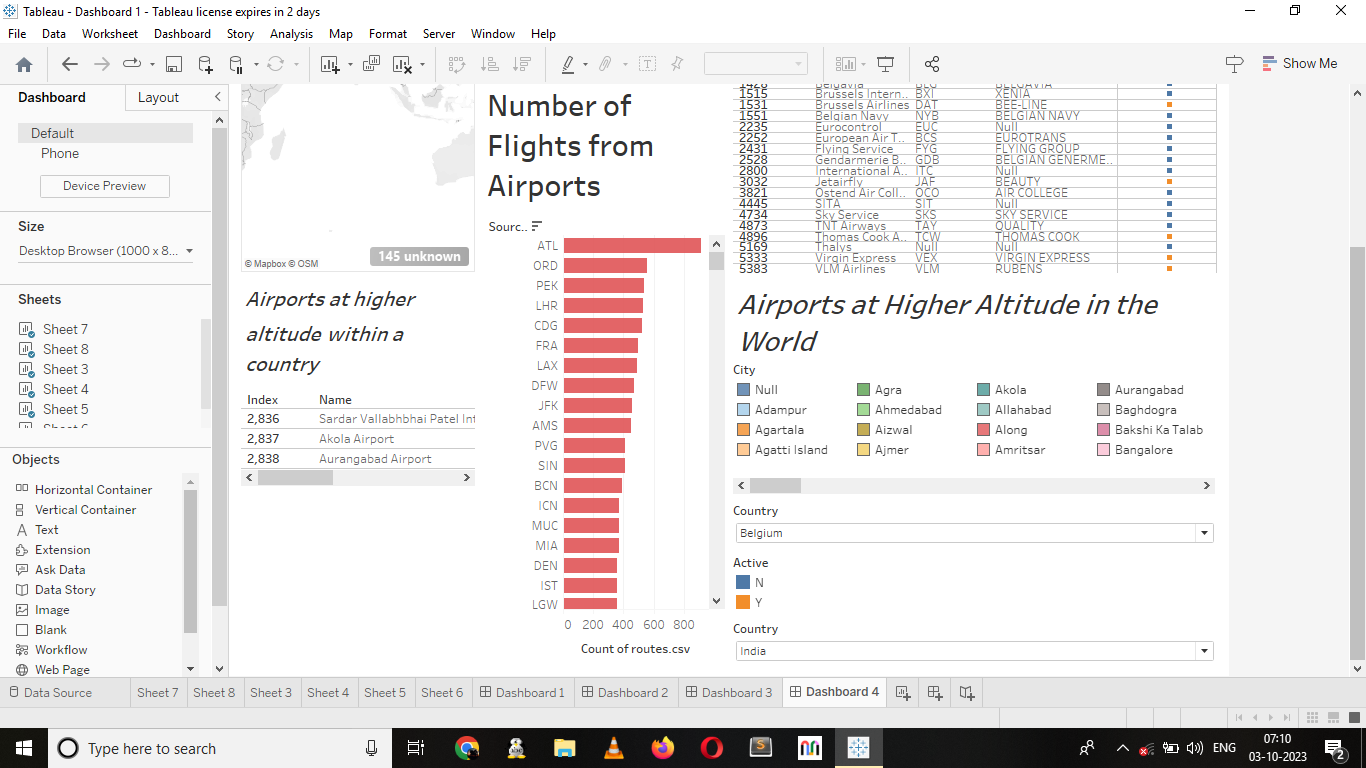 Tableau - Dashboard 1 - Tableau license expires in 2 days
File Data Worksheet Dashboard Story Analysis Map Format Server Window Help
Show Me
Dashboard Layout
Default
Phone
Device Preview
Size
Desktop Browser (1000 x 8...
Sheets
Sheet 7
Sheet 8
Sheet 3
Sheet 4
Sheet 5
Objects
Horizontal Container
Vertical Container
Text
Extension
Ask Data
Data Story
Image
Blank
Workflow
Web Page
© Mapbox © OSM
145 unknown
Airports at higher
altitude within a
country
Index Name
2,836 Sardar Vallabhbhai Patel Int
2,837 Akola Airport
2,838 Aurangabad Airport
Number of
Flights from
Airports
Sourc..
ATL
ORD
PEK
LHR
CDG
FRA
LAX
DFW
JFK
AMS
PVG
SIN
BCN
ICN
MUC
MIA
DEN
IST
LGW
0 200 400 600 800
Count of routes.csv
1515 Brussels Intern.. BXI XENIA
1531 Brussels Airlines DAT BEE-LINE
1551 Belgian Navy NYB BELGIAN NAVY
2235 Eurocontrol EUC Null
2252 European Air T.. BCS EUROTRANS
2431 Flying Service FYG FLYING GROUP
2528 Gendarmerie B.. GDB BELGIAN GENERME..
2800 International A.. ITC Null
3032 Jetairfly JAF BEAUTY
3821 Ostend Air Coll.. OCO AIR COLLEGE
4445 SITA SIT Null
4734 Sky Service SKS SKY SERVICE
4873 TNT Airways TAY QUALITY
4896 Thomas Cook A.. TCW THOMAS COOK
5169 Thalys Null Null
5333 Virgin Express VEX VIRGIN EXPRESS
5383 VLM Airlines VLM RUBENS
Airports at Higher Altitude in the
World
City
Null Agra Akola Aurangabad
Adampur Ahmedabad Allahabad Baghdogra
Agartala Aizwal Along Bakshi Ka Talab
Agatti Island Ajmer Amritsar Bangalore
Country
Belgium
Active
N
Y
Country
India
Data Source Sheet 7 Sheet 8 Sheet 3 Sheet 4 Sheet 5 Sheet 6 Dashboard 1 Dashboard 2 Dashboard 3 Dashboard 4
Type here to search
ENG
07:10
03-10-2023
2